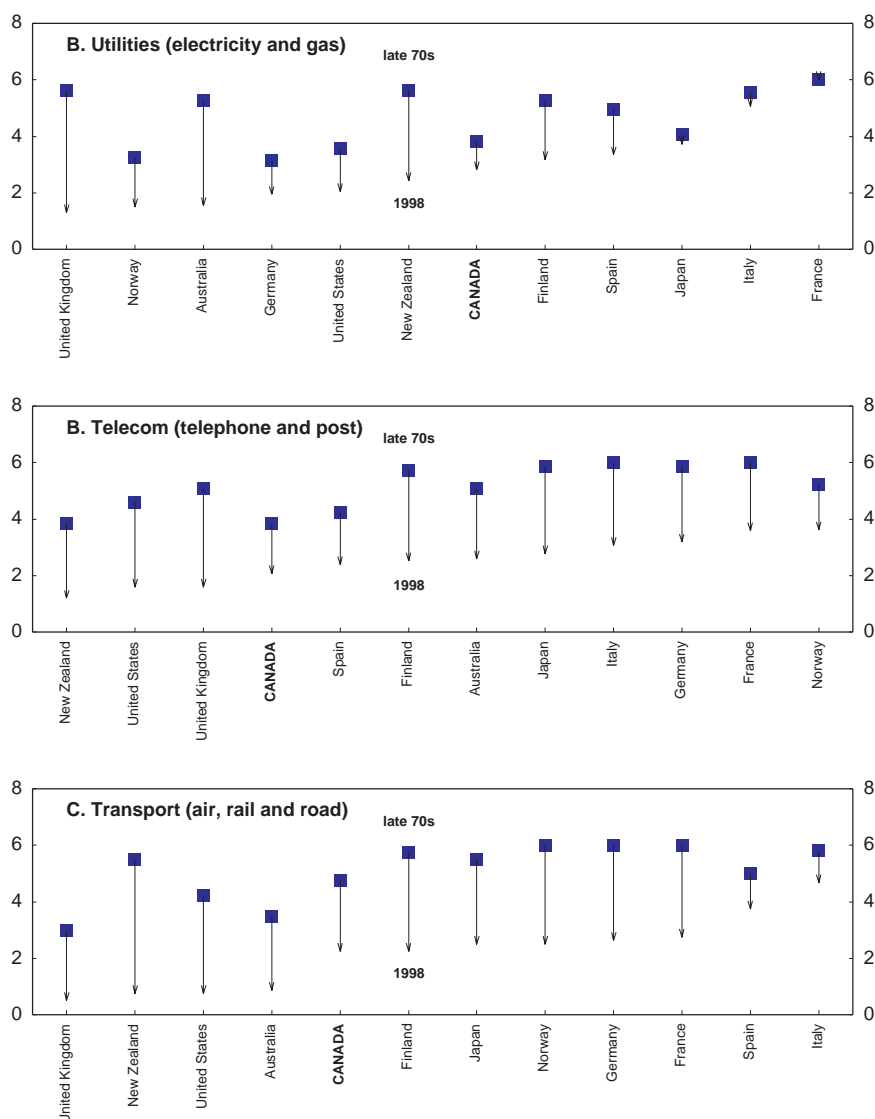 8 8
B. Utilities (electricity and gas)
late 70s
6 6
4 4
2 2
1998
0 0
United Kingdom
Norway
Australia
Germany
United States
New Zealand
CANADA
Finland
Spain
Japan
Italy
France
8 8
B. Telecom (telephone and post)
late 70s
6 6
4 4
2 2
1998
0 0
New Zealand
United States
United Kingdom
CANADA
Spain
Finland
Australia
Japan
Italy
Germany
France
Norway
8 8
C. Transport (air, rail and road)
late 70s
6 6
4 4
2 2
1998
0 0
United Kingdom
New Zealand
United States
Australia
CANADA
Finland
Japan
Norway
Germany
France
Spain
Italy